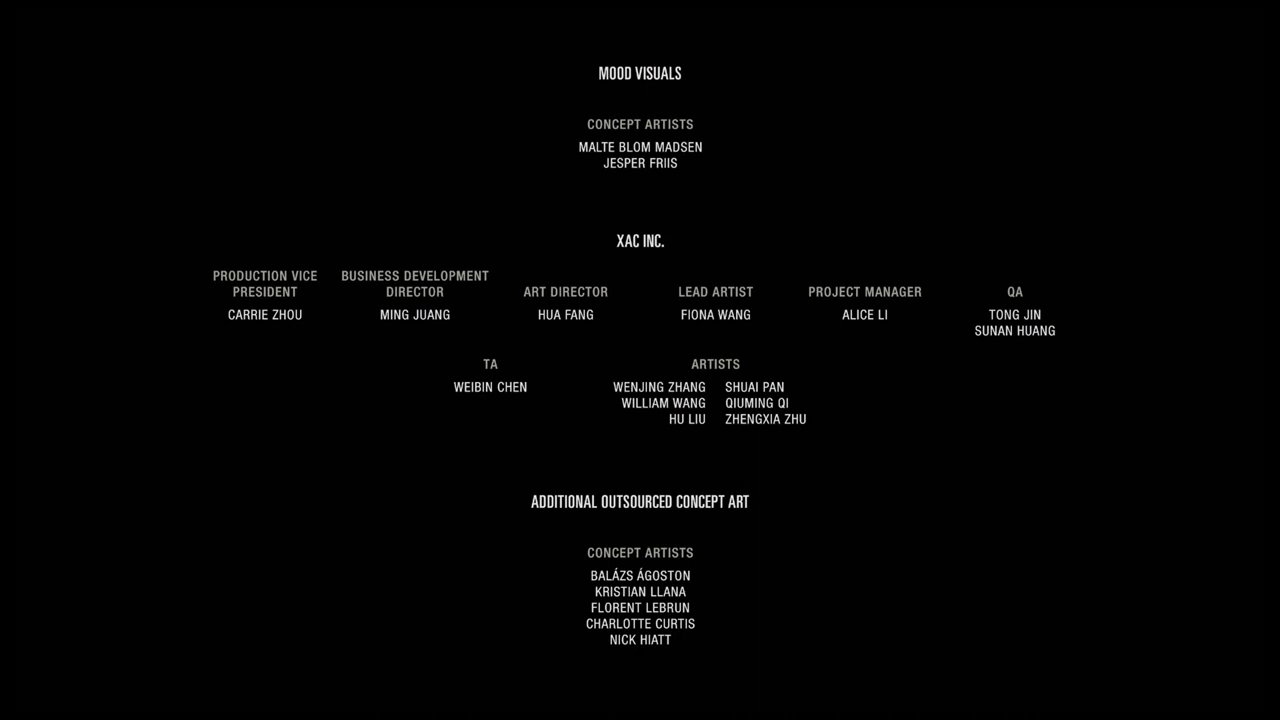 MOOD VISUALS
CONCEPT ARTISTS
MALTE BLOM MADSEN
JESPER FRIIS
XAC INC.
PRODUCTION VICE PRESIDENT
CARRIE ZHOU
BUSINESS DEVELOPMENT DIRECTOR
MING JUANG
ART DIRECTOR
HUA FANG
LEAD ARTIST
FIONA WANG
PROJECT MANAGER
ALICE LI
QA
TONG JIN
SUNAN HUANG
TA
WEIBIN CHEN
ARTISTS
WENJING ZHANG SHUAI PAN
WILLIAM WANG QIUMING QI
HU LIU ZHENGXIA ZHU
ADDITIONAL OUTSOURCED CONCEPT ART
CONCEPT ARTISTS
BALÁZS ÁGOSTON
KRISTIAN LLANA
FLORENT LEBRUN
CHARLOTTE CURTIS
NICK HIATT